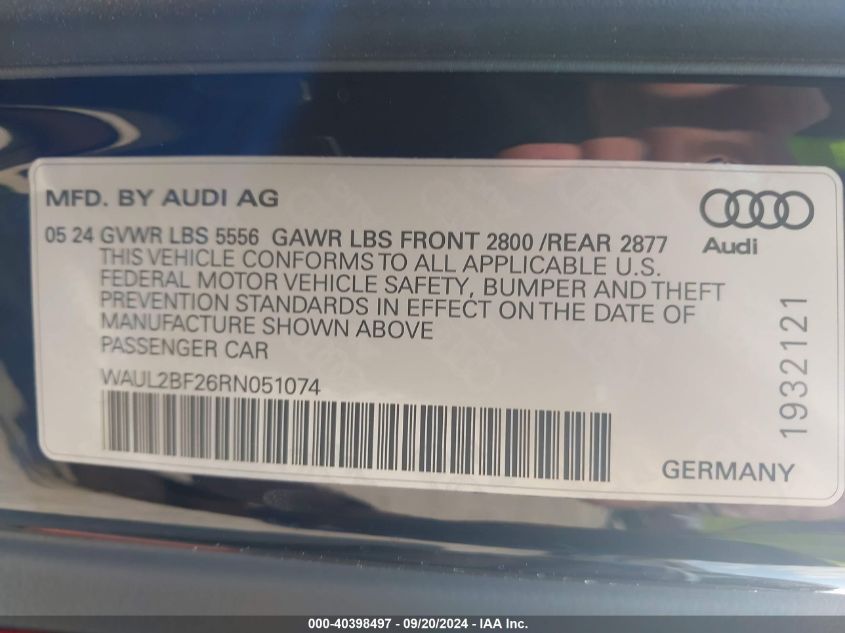 MFD. BY AUDI AG
05 24 GVWR LBS 5556 GAWR LBS FRONT 2800 /REAR 2877
THIS VEHICLE CONFORMS TO ALL APPLICABLE U.S.
FEDERAL MOTOR VEHICLE SAFETY, BUMPER AND THEFT
PREVENTION STANDARDS IN EFFECT ON THE DATE OF
MANUFACTURE SHOWN ABOVE
PASSENGER CAR
WAUL2BF26RN051074
Audi
1932121
GERMANY
000-40398497 - 09/20/2024 - IAA Inc.